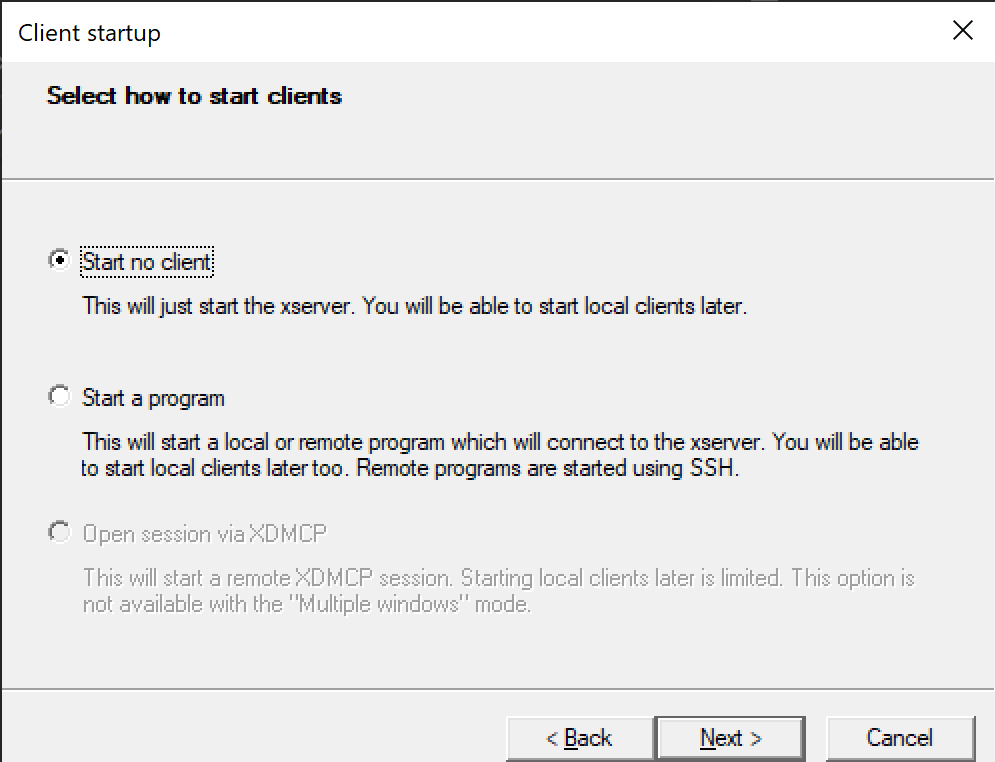 Client startup
Select how to start clients
Start no client
This will just start the xserver. You will be able to start local clients later.
Start a program
This will start a local or remote program which will connect to the xserver. You will be able
to start local clients later too. Remote programs are started using SSH.
Open session via XDMCP
This will start a remote XDMCP session. Starting local clients later is limited. This option is
not available with the "Multiple windows" mode.
< Back Next > Cancel